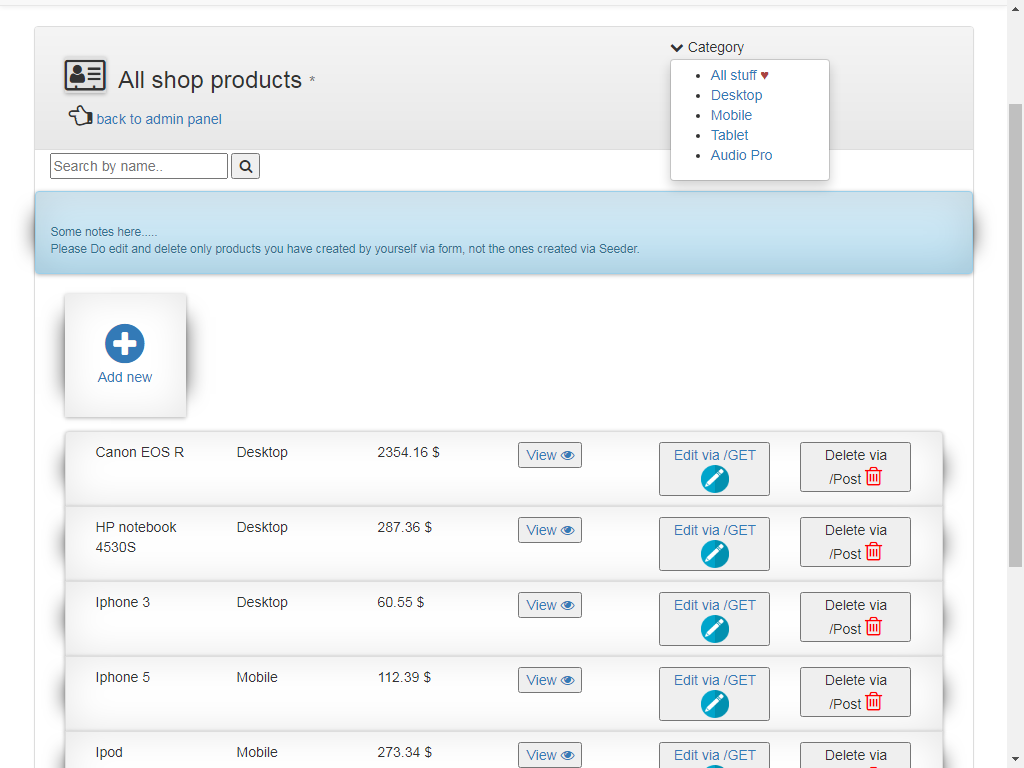 Category
All shop products *
back to admin panel
All stuff ♥
Desktop
Mobile
Tablet
Audio Pro
Search by name..
Some notes here.....
Please Do edit and delete only products you have created by yourself via form, not the ones created via Seeder.
Add new
Canon EOS R Desktop 2354.16 $ View Edit via /GET Delete via
/Post
HP notebook Desktop 287.36 $ View Edit via /GET Delete via
4530S /Post
Iphone 3 Desktop 60.55 $ View Edit via /GET Delete via
/Post
Iphone 5 Mobile 112.39 $ View Edit via /GET Delete via
/Post
Ipod Mobile 273.34 $ View Edit via /GET Delete via